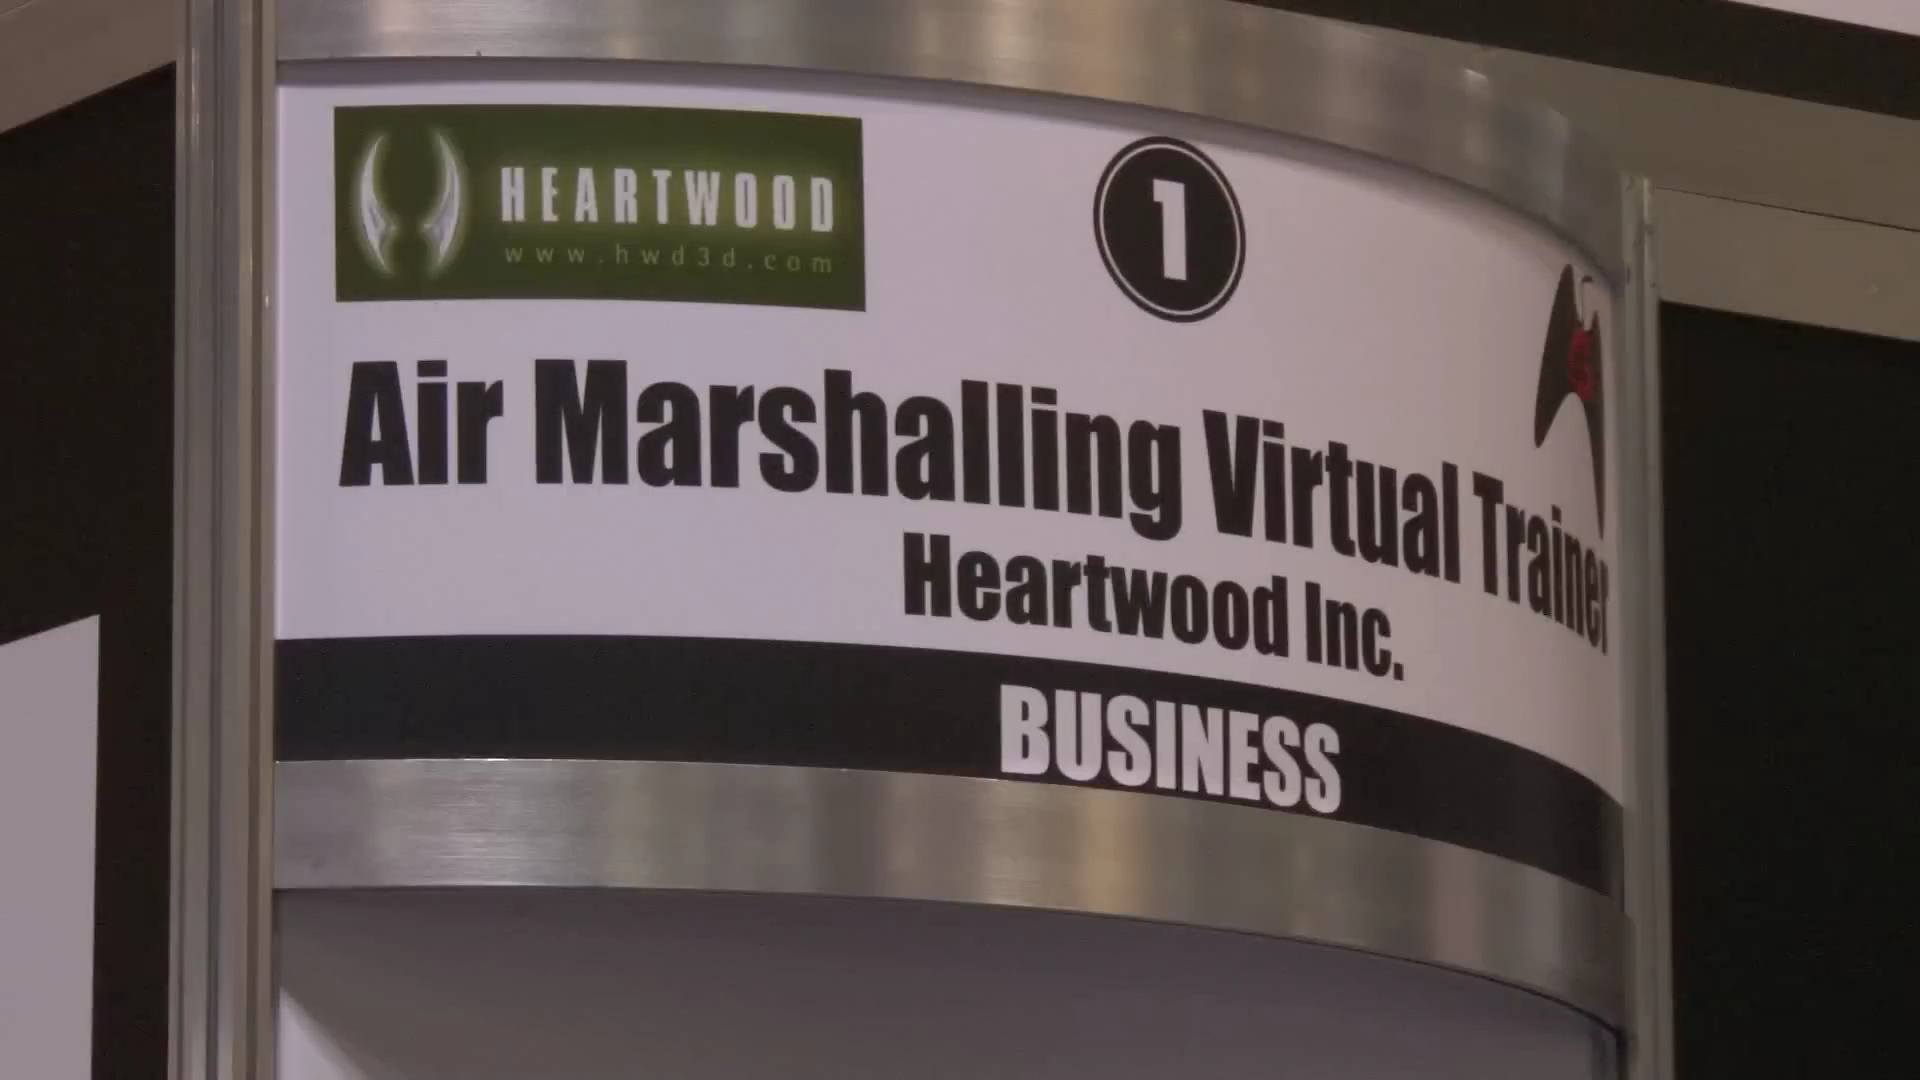 HEARTWOOD
www.hwd3d.com
1
Air Marshalling Virtual Trainer
Heartwood Inc.
BUSINESS